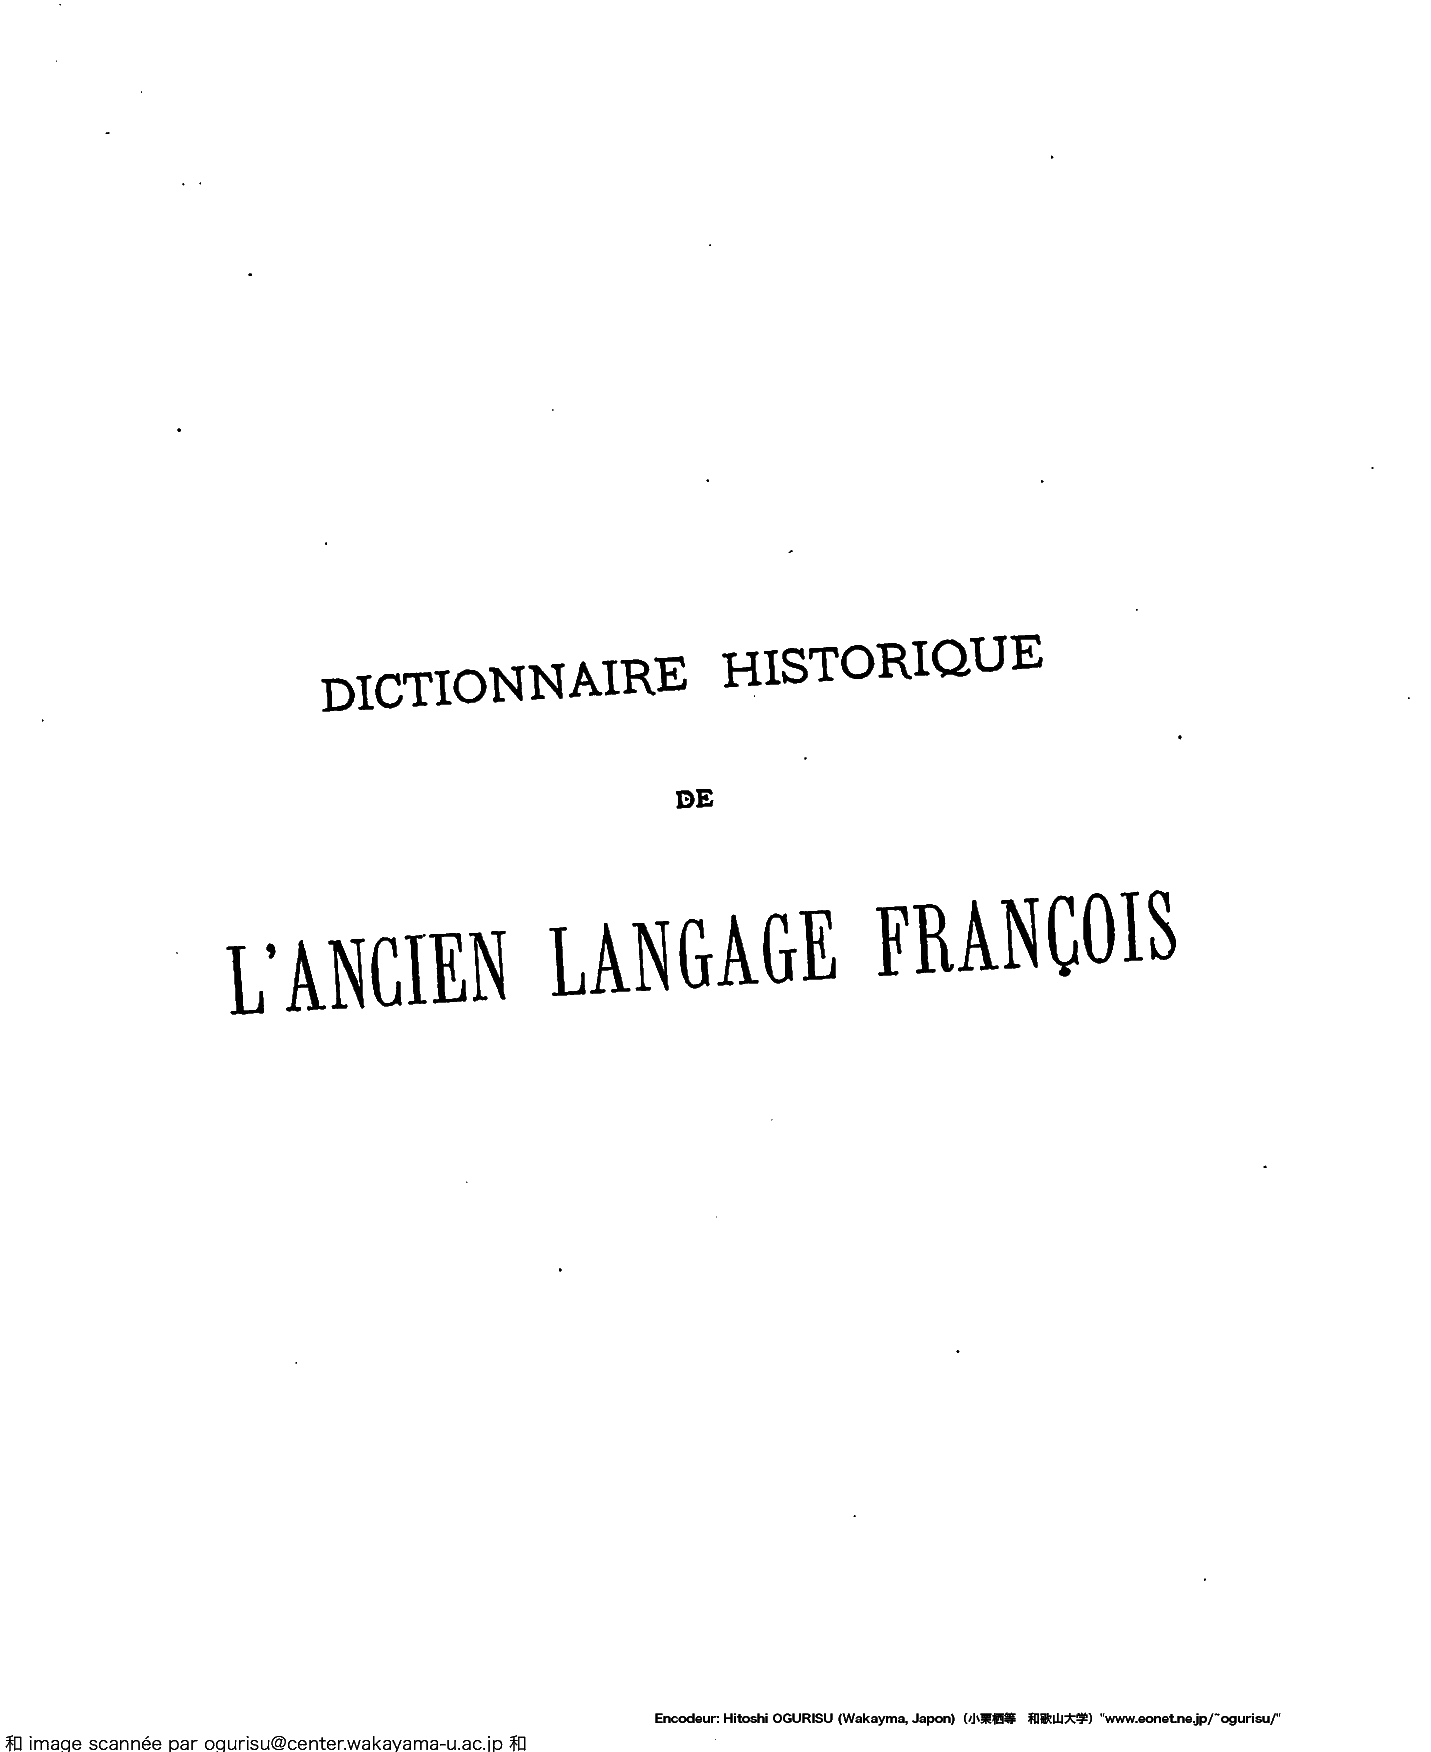 DICTIONNAIRE HISTORIQUE
DE
L'ANCIEN LANGAGE FRANÇOIS
Encodeur: Hitoshi OGURISU (Wakayma, Japon) (小栗栖等 和歌山大学) "www.eonet.ne.jp/~ogurisu/"
和 image scannée par ogurisu@center.wakayama-u.ac.jp 和